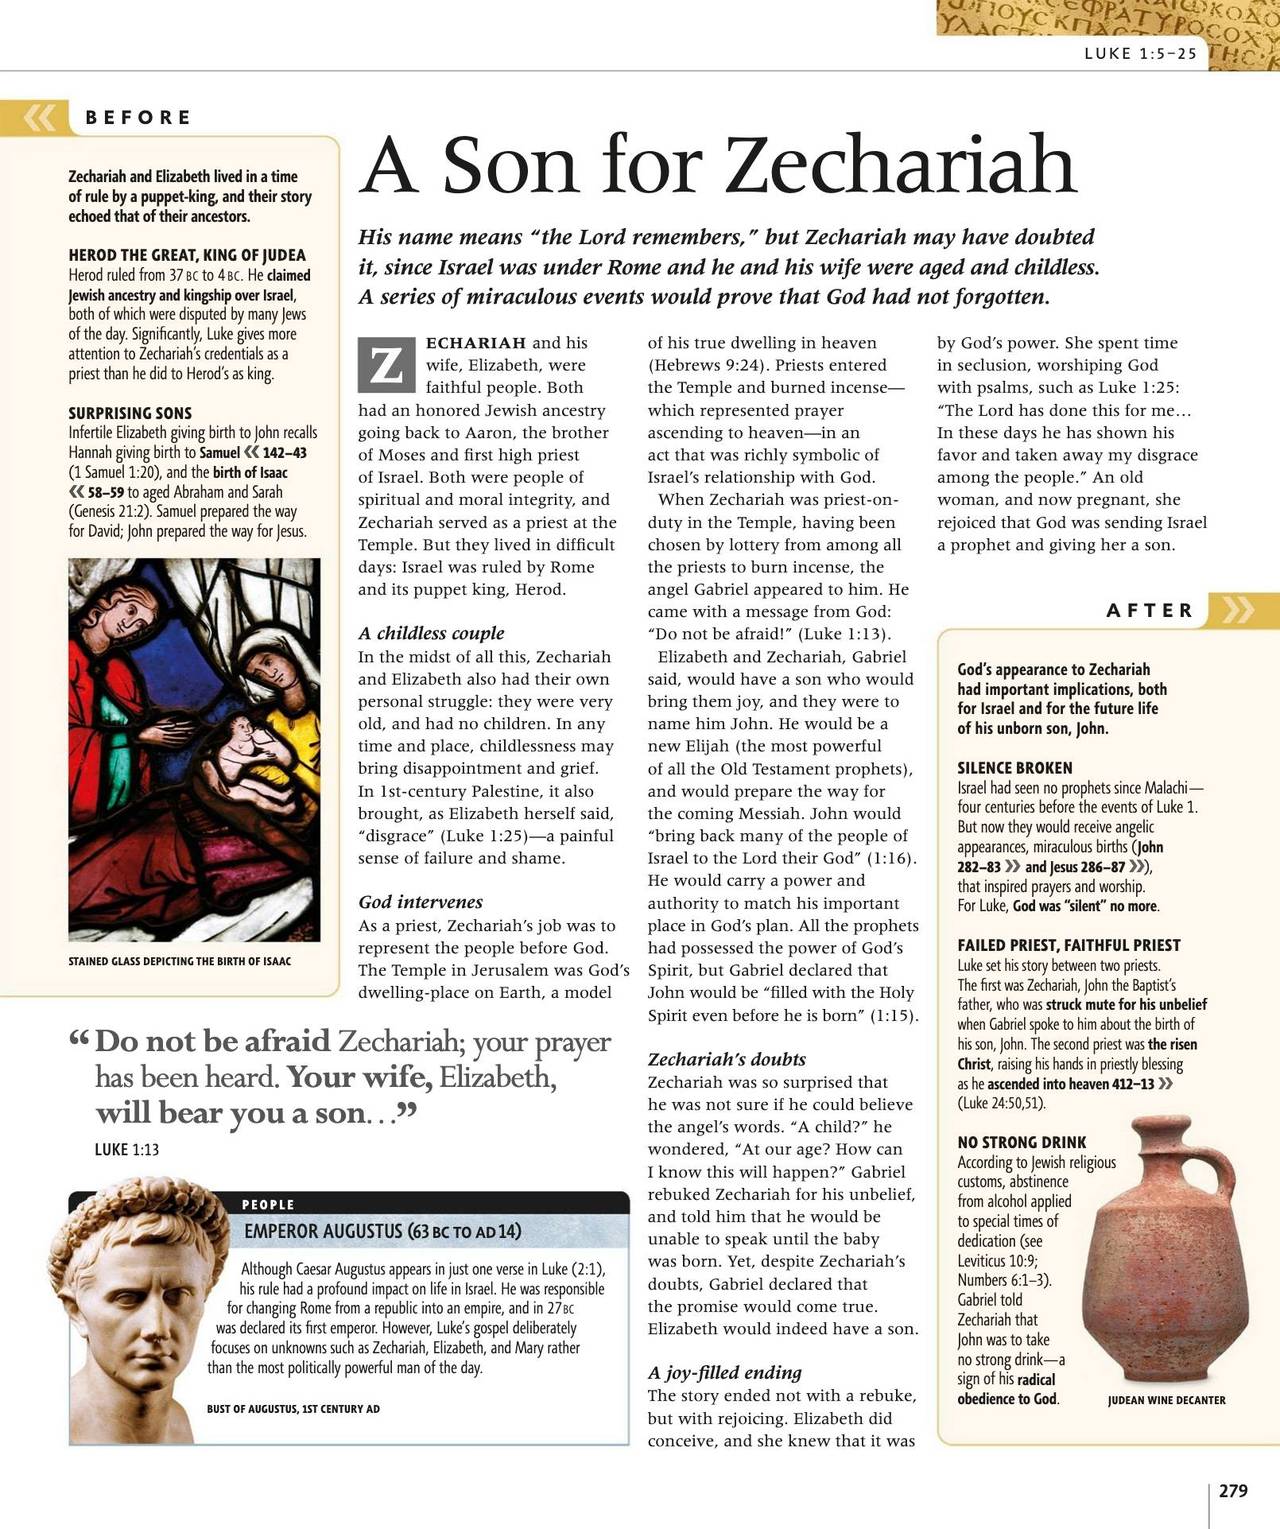 LUKE 1:5–25
BEFORE
Zechariah and Elizabeth lived in a time
of rule by a puppet-king, and their story
echoed that of their ancestors.
HEROD THE GREAT, KING OF JUDEA
Herod ruled from 37 BC to 4 BC. He claimed
Jewish ancestry and kingship over Israel,
both of which were disputed by many Jews
of the day. Significantly, Luke gives more
attention to Zechariah’s credentials as a
priest than he did to Herod’s as king.
SURPRISING SONS
Infertile Elizabeth giving birth to John recalls
Hannah giving birth to Samuel « 142–43
(1 Samuel 1:20), and the birth of Isaac
« 58–59 to aged Abraham and Sarah
(Genesis 21:2). Samuel prepared the way
for David; John prepared the way for Jesus.
STAINED GLASS DEPICTING THE BIRTH OF ISAAC
A Son for Zechariah
His name means “the Lord remembers,” but Zechariah may have doubted
it, since Israel was under Rome and he and his wife were aged and childless.
A series of miraculous events would prove that God had not forgotten.
ZECHARIAH and his
wife, Elizabeth, were
faithful people. Both
had an honored Jewish ancestry
going back to Aaron, the brother
of Moses and first high priest
of Israel. Both were people of
spiritual and moral integrity, and
Zechariah served as a priest at the
Temple. But they lived in difficult
days: Israel was ruled by Rome
and its puppet king, Herod.
A childless couple
In the midst of all this, Zechariah
and Elizabeth also had their own
personal struggle: they were very
old, and had no children. In any
time and place, childlessness may
bring disappointment and grief.
In 1st-century Palestine, it also
brought, as Elizabeth herself said,
“disgrace” (Luke 1:25)—a painful
sense of failure and shame.
God intervenes
As a priest, Zechariah’s job was to
represent the people before God.
The Temple in Jerusalem was God’s
dwelling-place on Earth, a model
of his true dwelling in heaven
(Hebrews 9:24). Priests entered
the Temple and burned incense—
which represented prayer
ascending to heaven—in an
act that was richly symbolic of
Israel’s relationship with God.
When Zechariah was priest-on-
duty in the Temple, having been
chosen by lottery from among all
the priests to burn incense, the
angel Gabriel appeared to him. He
came with a message from God:
“Do not be afraid!” (Luke 1:13).
Elizabeth and Zechariah, Gabriel
said, would have a son who would
bring them joy, and they were to
name him John. He would be a
new Elijah (the most powerful
of all the Old Testament prophets),
and would prepare the way for
the coming Messiah. John would
“bring back many of the people of
Israel to the Lord their God” (1:16).
He would carry a power and
authority to match his important
place in God’s plan. All the prophets
had possessed the power of God’s
Spirit, but Gabriel declared that
John would be “filled with the Holy
Spirit even before he is born” (1:15).
Zechariah’s doubts
Zechariah was so surprised that
he was not sure if he could believe
the angel’s words. “A child?” he
wondered, “At our age? How can
I know this will happen?” Gabriel
rebuked Zechariah for his unbelief,
and told him that he would be
unable to speak until the baby
was born. Yet, despite Zechariah’s
doubts, Gabriel declared that
the promise would come true.
Elizabeth would indeed have a son.
A joy-filled ending
The story ended not with a rebuke,
but with rejoicing. Elizabeth did
conceive, and she knew that it was
by God’s power. She spent time
in seclusion, worshiping God
with psalms, such as Luke 1:25:
“The Lord has done this for me…
In these days he has shown his
favor and taken away my disgrace
among the people.” An old
woman, and now pregnant, she
rejoiced that God was sending Israel
a prophet and giving her a son.
“Do not be afraid Zechariah; your prayer
has been heard. Your wife, Elizabeth,
will bear you a son…”
LUKE 1:13
PEOPLE
EMPEROR AUGUSTUS (63 BC TO AD 14)
Although Caesar Augustus appears in just one verse in Luke (2:1),
his rule had a profound impact on life in Israel. He was responsible
for changing Rome from a republic into an empire, and in 27 BC
was declared its first emperor. However, Luke’s gospel deliberately
focuses on unknowns such as Zechariah, Elizabeth, and Mary rather
than the most politically powerful man of the day.
BUST OF AUGUSTUS, 1ST CENTURY AD
AFTER
God’s appearance to Zechariah
had important implications, both
for Israel and for the future life
of his unborn son, John.
SILENCE BROKEN
Israel had seen no prophets since Malachi—
four centuries before the events of Luke 1.
But now they would receive angelic
appearances, miraculous births (John
282–83 » and Jesus 286–87 »),
that inspired prayers and worship.
For Luke, God was “silent” no more.
FAILED PRIEST, FAITHFUL PRIEST
Luke set his story between two priests.
The first was Zechariah, John the Baptist’s
father, who was struck mute for his unbelief
when Gabriel spoke to him about the birth of
his son, John. The second priest was the risen
Christ, raising his hands in priestly blessing
as he ascended into heaven 412–13 »
(Luke 24:50,51).
NO STRONG DRINK
According to Jewish religious
customs, abstinence
from alcohol applied
to special times of
dedication (see
Leviticus 10:9;
Numbers 6:1–3).
Gabriel told
Zechariah that
John was to take
no strong drink—a
sign of his radical
obedience to God.
JUDEAN WINE DECANTER
279